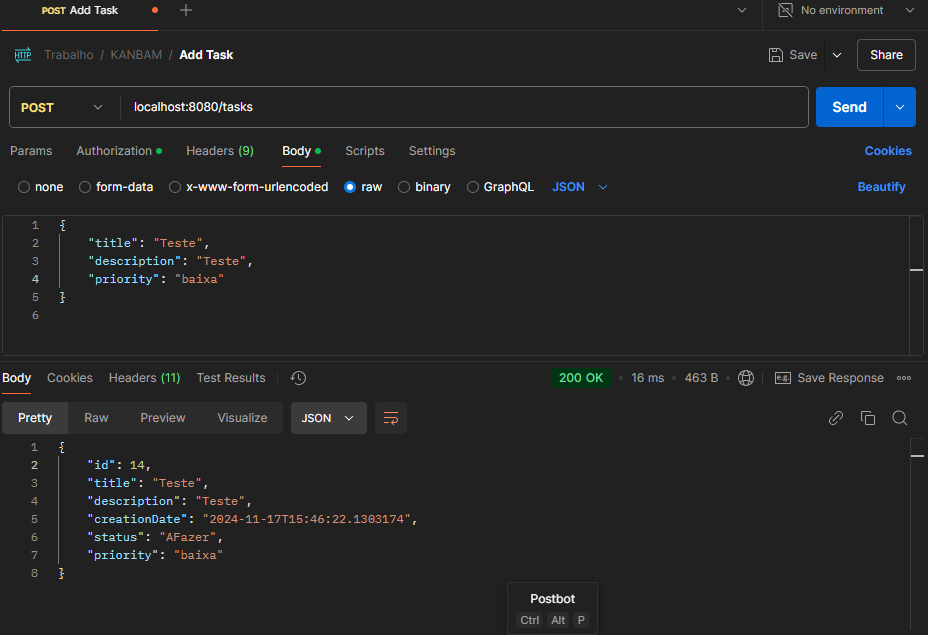 POST Add Task
No environment
HTTP Trabalho / KANBAM / Add Task
Save
Share
POST
localhost:8080/tasks
Send
Params Authorization Headers (9) Body Scripts Settings
Cookies
none form-data x-www-form-urlencoded raw binary GraphQL JSON
Beautify
1 {
2 "title": "Teste",
3 "description": "Teste",
4 "priority": "baixa"
5 }
6
Body Cookies Headers (11) Test Results
200 OK • 16 ms • 463 B •
e.g. Save Response
Pretty Raw Preview Visualize JSON
1 {
2 "id": 14,
3 "title": "Teste",
4 "description": "Teste",
5 "creationDate": "2024-11-17T15:46:22.1303174",
6 "status": "AFazer",
7 "priority": "baixa"
8 }
Postbot
Ctrl Alt P